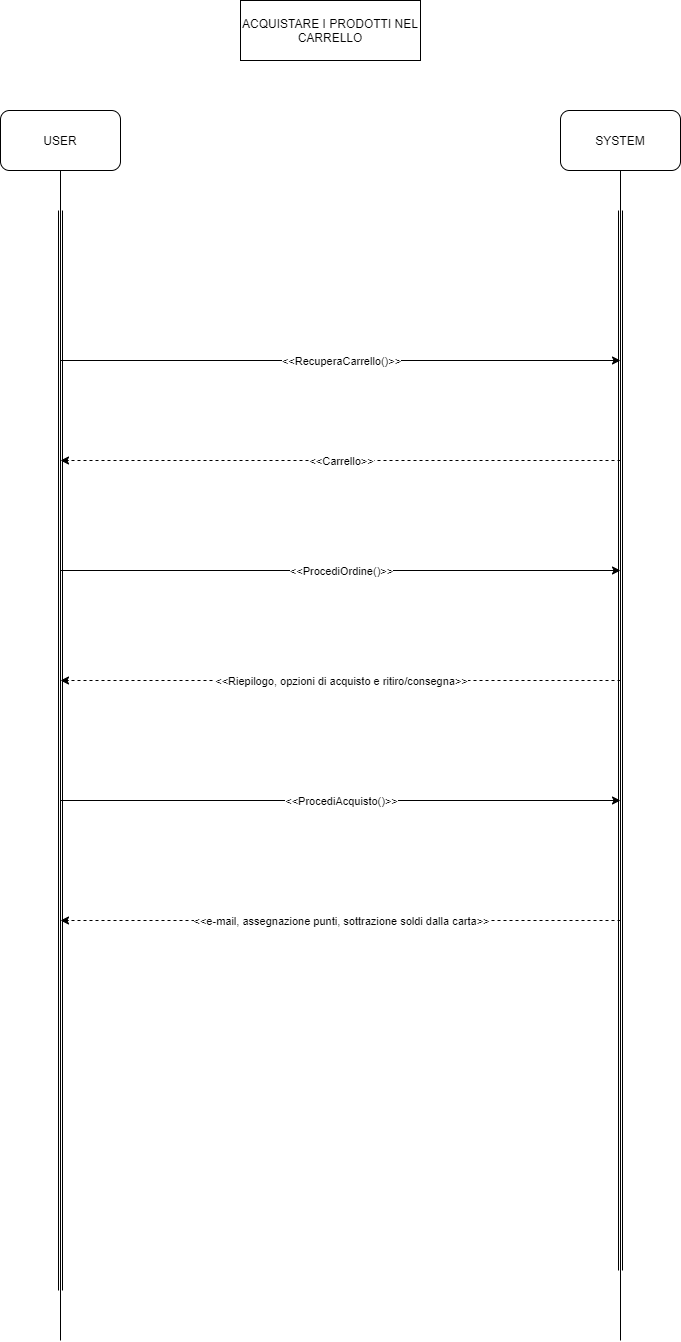 ACQUISTARE I PRODOTTI NEL
CARRELLO
USER
SYSTEM
<<RecuperaCarrello()>>
<<Carrello>>
<<ProcediOrdine()>>
<<Riepilogo, opzioni di acquisto e ritiro/consegna>>
<<ProcediAcquisto()>>
<<e-mail, assegnazione punti, sottrazione soldi dalla carta>>